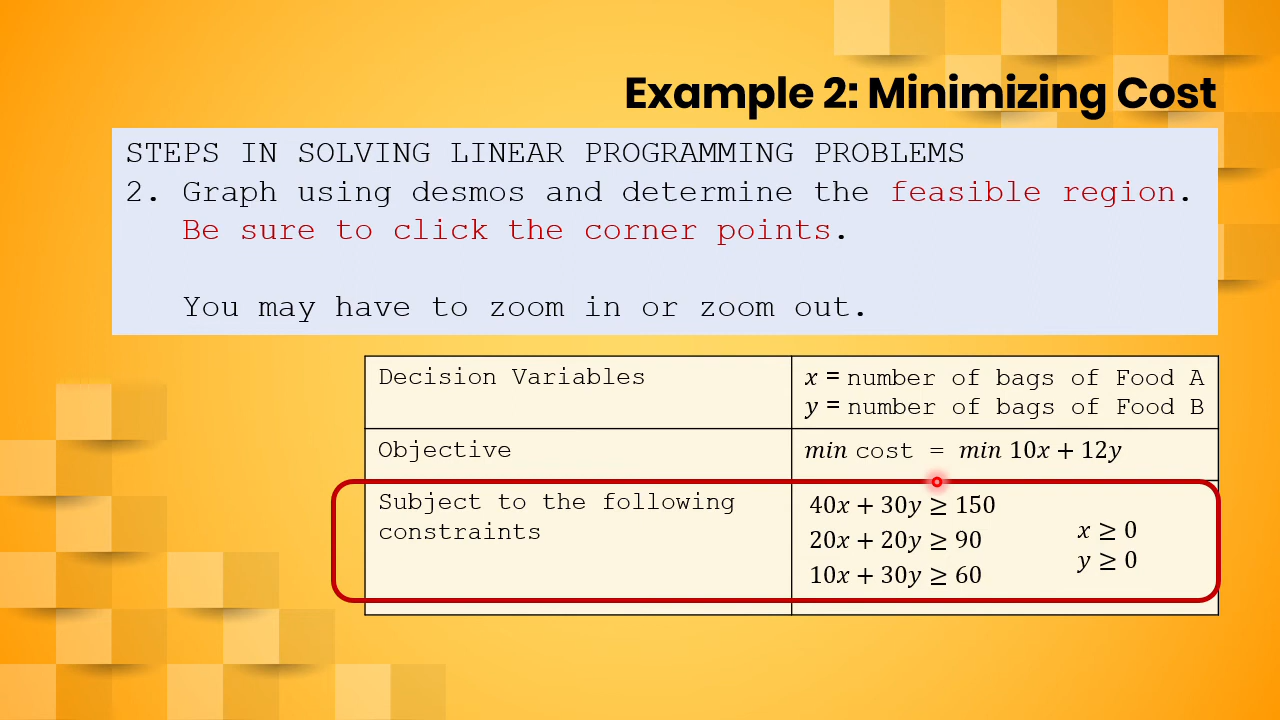 Example 2: Minimizing Cost
STEPS IN SOLVING LINEAR PROGRAMMING PROBLEMS
2. Graph using desmos and determine the feasible region.
Be sure to click the corner points.
You may have to zoom in or zoom out.
Decision Variables
x = number of bags of Food A
y = number of bags of Food B
Objective
min cost = min 10x + 12y
Subject to the following
constraints
40x + 30y ≥ 150
20x + 20y ≥ 90
10x + 30y ≥ 60
x ≥ 0
y ≥ 0